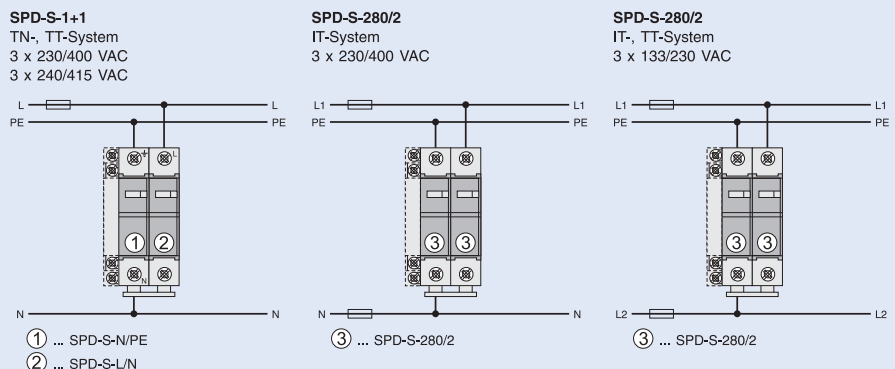 SPD-S-1+1
TN-, TT-System
3 x 230/400 VAC
3 x 240/415 VAC
L
L
PE
PE
L
1
2
N
N
N
1 ... SPD-S-N/PE
2 ... SPD-S-L/N
SPD-S-280/2
IT-System
3 x 230/400 VAC
L1
L1
PE
PE
3
3
N
N
3 ... SPD-S-280/2
SPD-S-280/2
IT-, TT-System
3 x 133/230 VAC
L1
L1
PE
PE
3
3
L2
L2
3 ... SPD-S-280/2